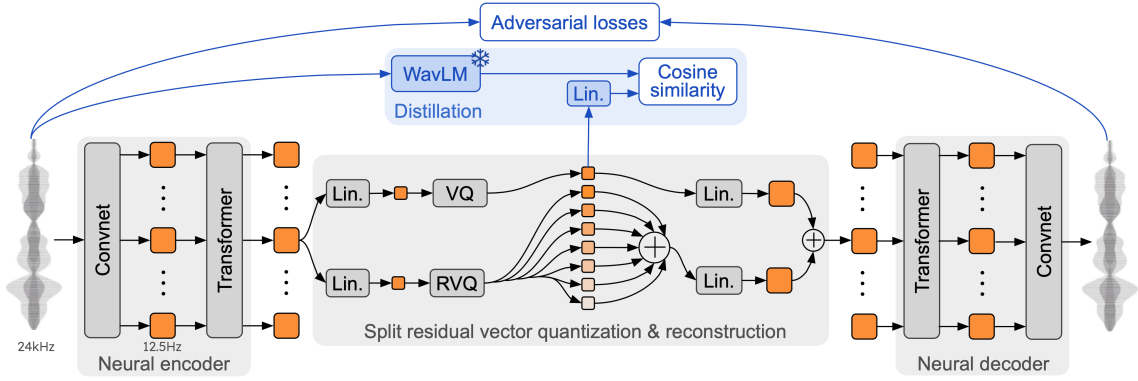 Adversarial losses
WavLM
Cosine
similarity
Lin.
Distillation
Convnet
Transformer
Lin.
VQ
Lin.
RVQ
Lin.
Lin.
Transformer
Convnet
Split residual vector quantization & reconstruction
24kHz
12.5Hz
Neural encoder
Neural decoder